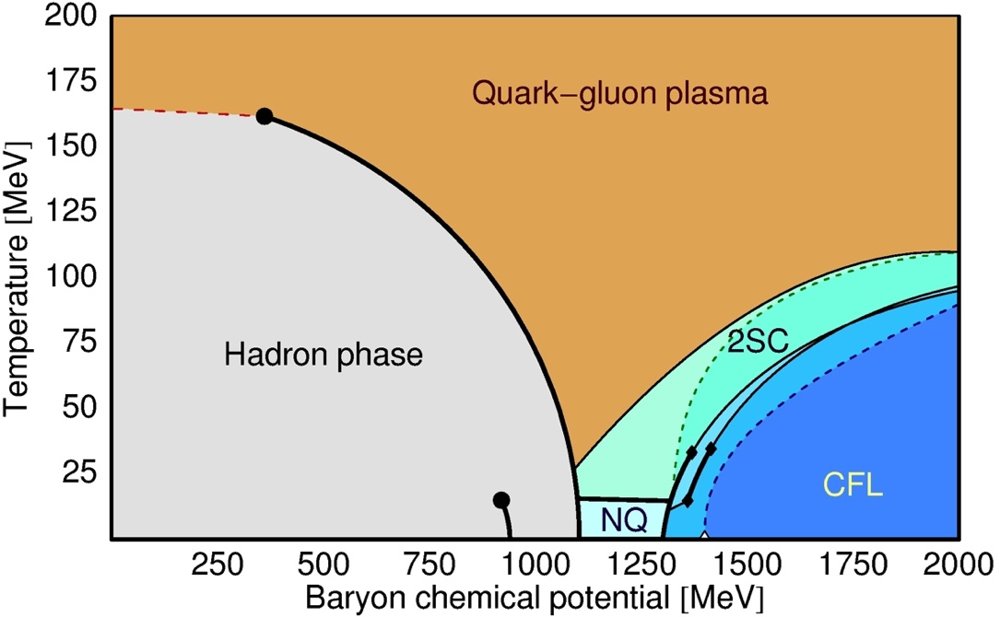 200
175
150
125
100
75
50
25
Temperature [MeV]
Quark–gluon plasma
Hadron phase
2SC
NQ
CFL
250 500 750 1000 1250 1500 1750 2000
Baryon chemical potential [MeV]